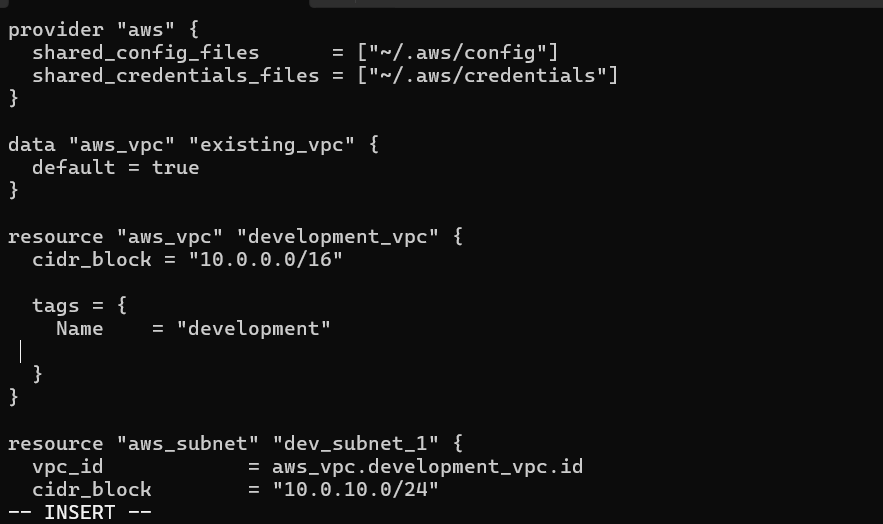 provider "aws" {
  shared_config_files      = ["~/.aws/config"]
  shared_credentials_files = ["~/.aws/credentials"]
}

data "aws_vpc" "existing_vpc" {
  default = true
}

resource "aws_vpc" "development_vpc" {
  cidr_block = "10.0.0.0/16"

  tags = {
    Name    = "development"

  }
}

resource "aws_subnet" "dev_subnet_1" {
  vpc_id            = aws_vpc.development_vpc.id
  cidr_block        = "10.0.10.0/24"
-- INSERT --